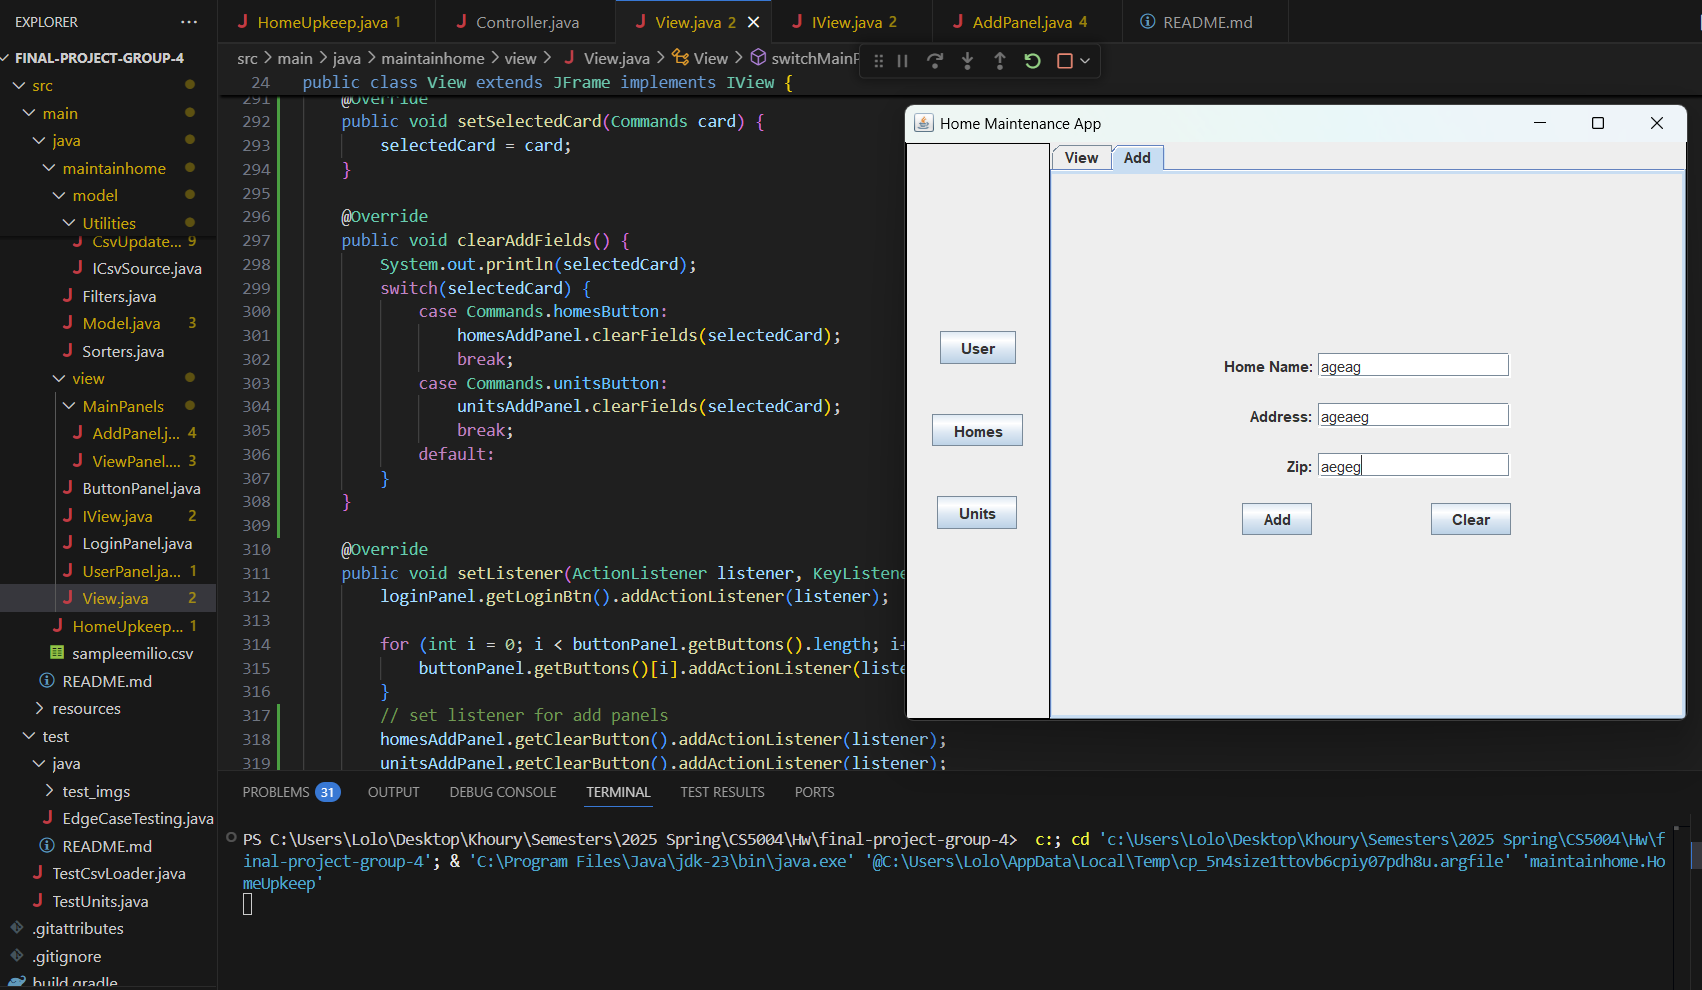 EXPLORER
FINAL-PROJECT-GROUP-4
src
main
java
maintainhome
model
Utilities
CsvUpdate... 9
ICsvSource.java
Filters.java
Model.java 3
Sorters.java
view
MainPanels
AddPanel.j... 4
ViewPanel.... 3
ButtonPanel.java
IView.java 2
LoginPanel.java
UserPanel.ja... 1
View.java 2
HomeUpkeep... 1
sampleemilio.csv
README.md
resources
test
java
test_imgs
EdgeCaseTesting.java
README.md
TestCsvLoader.java
TestUnits.java
.gitattributes
.gitignore
build.gradle
HomeUpkeep.java 1
Controller.java
View.java 2
IView.java 2
AddPanel.java 4
README.md
src > main > java > maintainhome > view > View.java > View > switchMainP
24 public class View extends JFrame implements IView {
291 @Override
292 public void setSelectedCard(Commands card) {
293 selectedCard = card;
294 }
295
296 @Override
297 public void clearAddFields() {
298 System.out.println(selectedCard);
299 switch(selectedCard) {
300 case Commands.homesButton:
301 homesAddPanel.clearFields(selectedCard);
302 break;
303 case Commands.unitsButton:
304 unitsAddPanel.clearFields(selectedCard);
305 break;
306 default:
307 }
308 }
309
310 @Override
311 public void setListener(ActionListener listener, KeyListene
312 loginPanel.getLoginBtn().addActionListener(listener);
313
314 for (int i = 0; i < buttonPanel.getButtons().length; i+
315 buttonPanel.getButtons()[i].addActionListener(liste
316 }
317 // set listener for add panels
318 homesAddPanel.getClearButton().addActionListener(listener);
319 unitsAddPanel.getClearButton().addActionListener(listener);
Home Maintenance App
View
Add
User
Homes
Units
Home Name: ageag
Address: ageaeg
Zip: aegeg
Add
Clear
PROBLEMS 31
OUTPUT
DEBUG CONSOLE
TERMINAL
TEST RESULTS
PORTS
PS C:\Users\Lolo\Desktop\Khoury\Semesters\2025 Spring\CS5004\Hw\final-project-group-4> c:; cd 'c:\Users\Lolo\Desktop\Khoury\Semesters\2025 Spring\CS5004\Hw\f
inal-project-group-4'; & 'C:\Program Files\Java\jdk-23\bin\java.exe' '@C:\Users\Lolo\AppData\Local\Temp\cp_5n4size1ttovb6cpiy07pdh8u.argfile' 'maintainhome.Ho
meUpkeep'